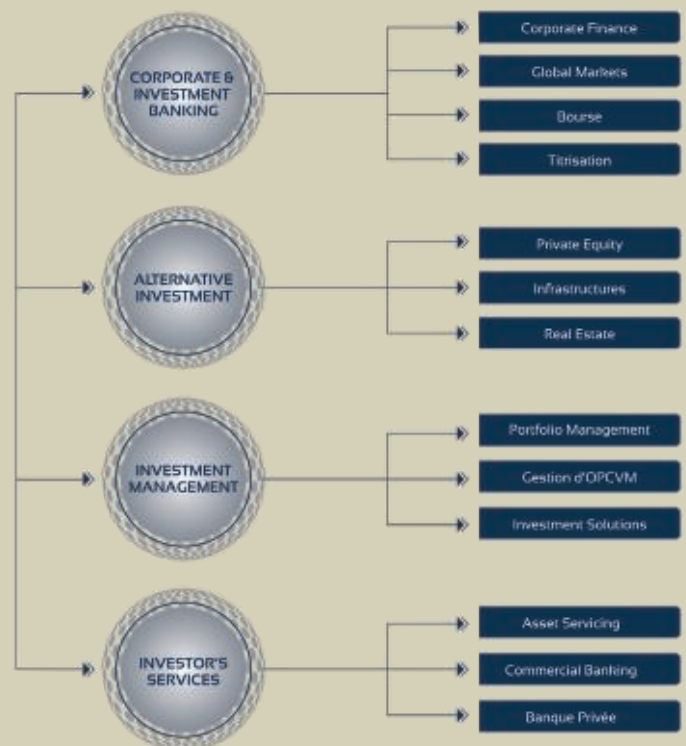 CORPORATE &
INVESTMENT
BANKING
Corporate Finance
Global Markets
Bourse
Titrisation
ALTERNATIVE
INVESTMENT
Private Equity
Infrastructures
Real Estate
INVESTMENT
MANAGEMENT
Portfolio Management
Gestion d'OPCVM
Investment Solutions
INVESTOR'S
SERVICES
Asset Servicing
Commercial Banking
Banque Privée